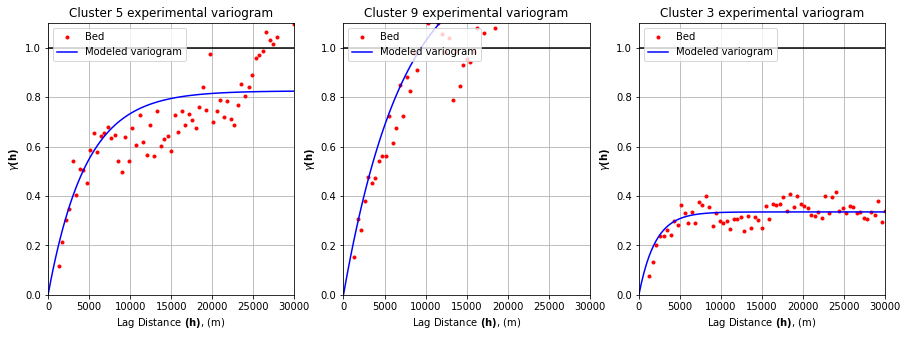 Cluster 5 experimental variogram
Bed
Modeled variogram
γ(h)
1.0
0.8
0.6
0.4
0.2
0.0
0 5000 10000 15000 20000 25000 30000
Lag Distance (h), (m)
Cluster 9 experimental variogram
Bed
Modeled variogram
γ(h)
1.0
0.8
0.6
0.4
0.2
0.0
0 5000 10000 15000 20000 25000 30000
Lag Distance (h), (m)
Cluster 3 experimental variogram
Bed
Modeled variogram
γ(h)
1.0
0.8
0.6
0.4
0.2
0.0
0 5000 10000 15000 20000 25000 30000
Lag Distance (h), (m)